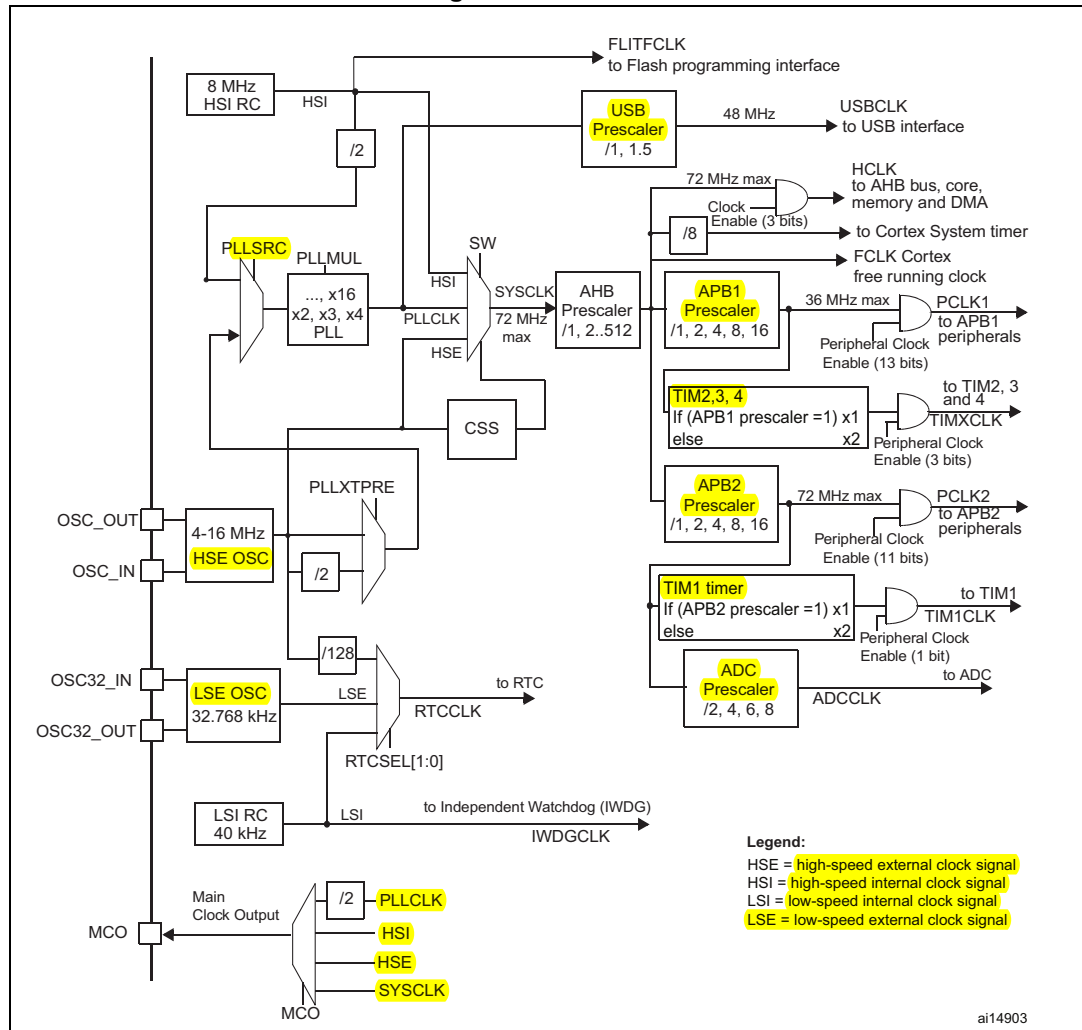 FLITFCLK
to Flash programming interface
8 MHz
HSI RC
HSI
/2
USB
Prescaler
/1, 1.5
48 MHz
USBCLK
to USB interface
72 MHz max
Clock
Enable (3 bits)
HCLK
to AHB bus, core,
memory and DMA
/8
to Cortex System timer
FCLK Cortex
free running clock
PLLSRC
PLLMUL
..., x16
x2, x3, x4
PLL
SW
HSI
PLLCLK
HSE
SYSCLK
72 MHz
max
AHB
Prescaler
/1, 2..512
APB1
Prescaler
/1, 2, 4, 8, 16
36 MHz max
PCLK1
to APB1
peripherals
Peripheral Clock
Enable (13 bits)
TIM2,3, 4
If (APB1 prescaler =1) x1
else x2
to TIM2, 3
and 4
TIMXCLK
Peripheral Clock
Enable (3 bits)
CSS
APB2
Prescaler
/1, 2, 4, 8, 16
72 MHz max
PCLK2
to APB2
peripherals
Peripheral Clock
Enable (11 bits)
PLLXTPRE
OSC_OUT
OSC_IN
4-16 MHz
HSE OSC
/2
TIM1 timer
If (APB2 prescaler =1) x1
else x2
to TIM1
TIM1CLK
Peripheral Clock
Enable (1 bit)
/128
OSC32_IN
OSC32_OUT
LSE OSC
32.768 kHz
LSE
to RTC
RTCCLK
RTCSEL[1:0]
ADC
Prescaler
/2, 4, 6, 8
to ADC
ADCCLK
LSI RC
40 kHz
LSI
to Independent Watchdog (IWDG)
IWDGCLK
Legend:
HSE = high-speed external clock signal
HSI = high-speed internal clock signal
LSI = low-speed internal clock signal
LSE = low-speed external clock signal
Main
Clock Output
MCO
/2
PLLCLK
HSI
HSE
SYSCLK
MCO
ai14903